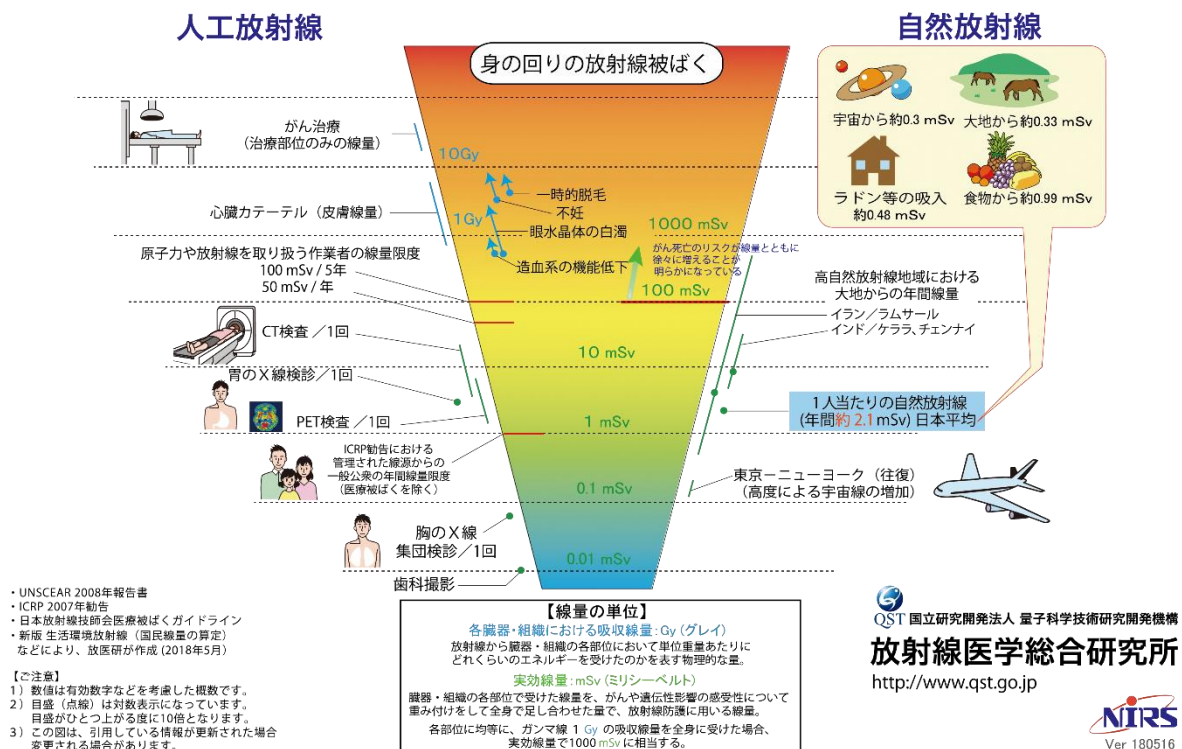 人工放射線
自然放射線
身の回りの放射線被ばく
がん治療
(治療部位のみの線量)
心臓カテーテル(皮膚線量)
原子力や放射線を取り扱う作業者の線量限度
100 mSv / 5年
50 mSv / 年
CT検査 ／1回
胃のX線検診／1回
PET検査 ／1回
ICRP勧告における
管理された線源からの
一般公衆の年間線量限度
(医療被ばくを除く)
胸のX線
集団検診／1回
歯科撮影
10Gy
1Gy
一時的脱毛
不妊
眼水晶体の白濁
造血系の機能低下
1000 mSv
がん死亡のリスクが線量とともに
徐々に増えることが
明らかになっている
100 mSv
10 mSv
1 mSv
0.1 mSv
0.01 mSv
宇宙から約0.3 mSv
大地から約0.33 mSv
ラドン等の吸入
約0.48 mSv
食物から約0.99 mSv
高自然放射線地域における
大地からの年間線量
イラン／ラムサール
インド／ケララ、チェンナイ
1人当たりの自然放射線
(年間約 2.1mSv) 日本平均
東京－ニューヨーク（往復）
(高度による宇宙線の増加)
・UNSCEAR 2008年報告書
・ICRP 2007年勧告
・日本放射線技師会医療被ばくガイドライン
・新版 生活環境放射線（国民線量の算定）
などにより、放医研が作成 (2018年5月)
【ご注意】
1）数値は有効数字などを考慮した概数です。
2）目盛（点線）は対数表示になっています。
目盛がひとつ上がる度に10倍となります。
3）この図は、引用している情報が更新された場合
変更される場合があります。
【線量の単位】
各臓器・組織における吸収線量：Gy（グレイ）
放射線から臓器・組織の各部位において単位重量あたりに
どれくらいのエネルギーを受けたのかを表す物理的な量。
実効線量：mSv（ミリシーベルト）
臓器・組織の各部位で受けた線量を、がんや遺伝性影響の感受性について
重み付けをして全身で足し合わせた量で、放射線防護に用いる線量。
各部位に均等に、ガンマ線 1 Gy の吸収線量を全身に受けた場合、
実効線量で1000 mSvに相当する。
QST 国立研究開発法人 量子科学技術研究開発機構
放射線医学総合研究所
http://www.qst.go.jp
NIRS
Ver 180516